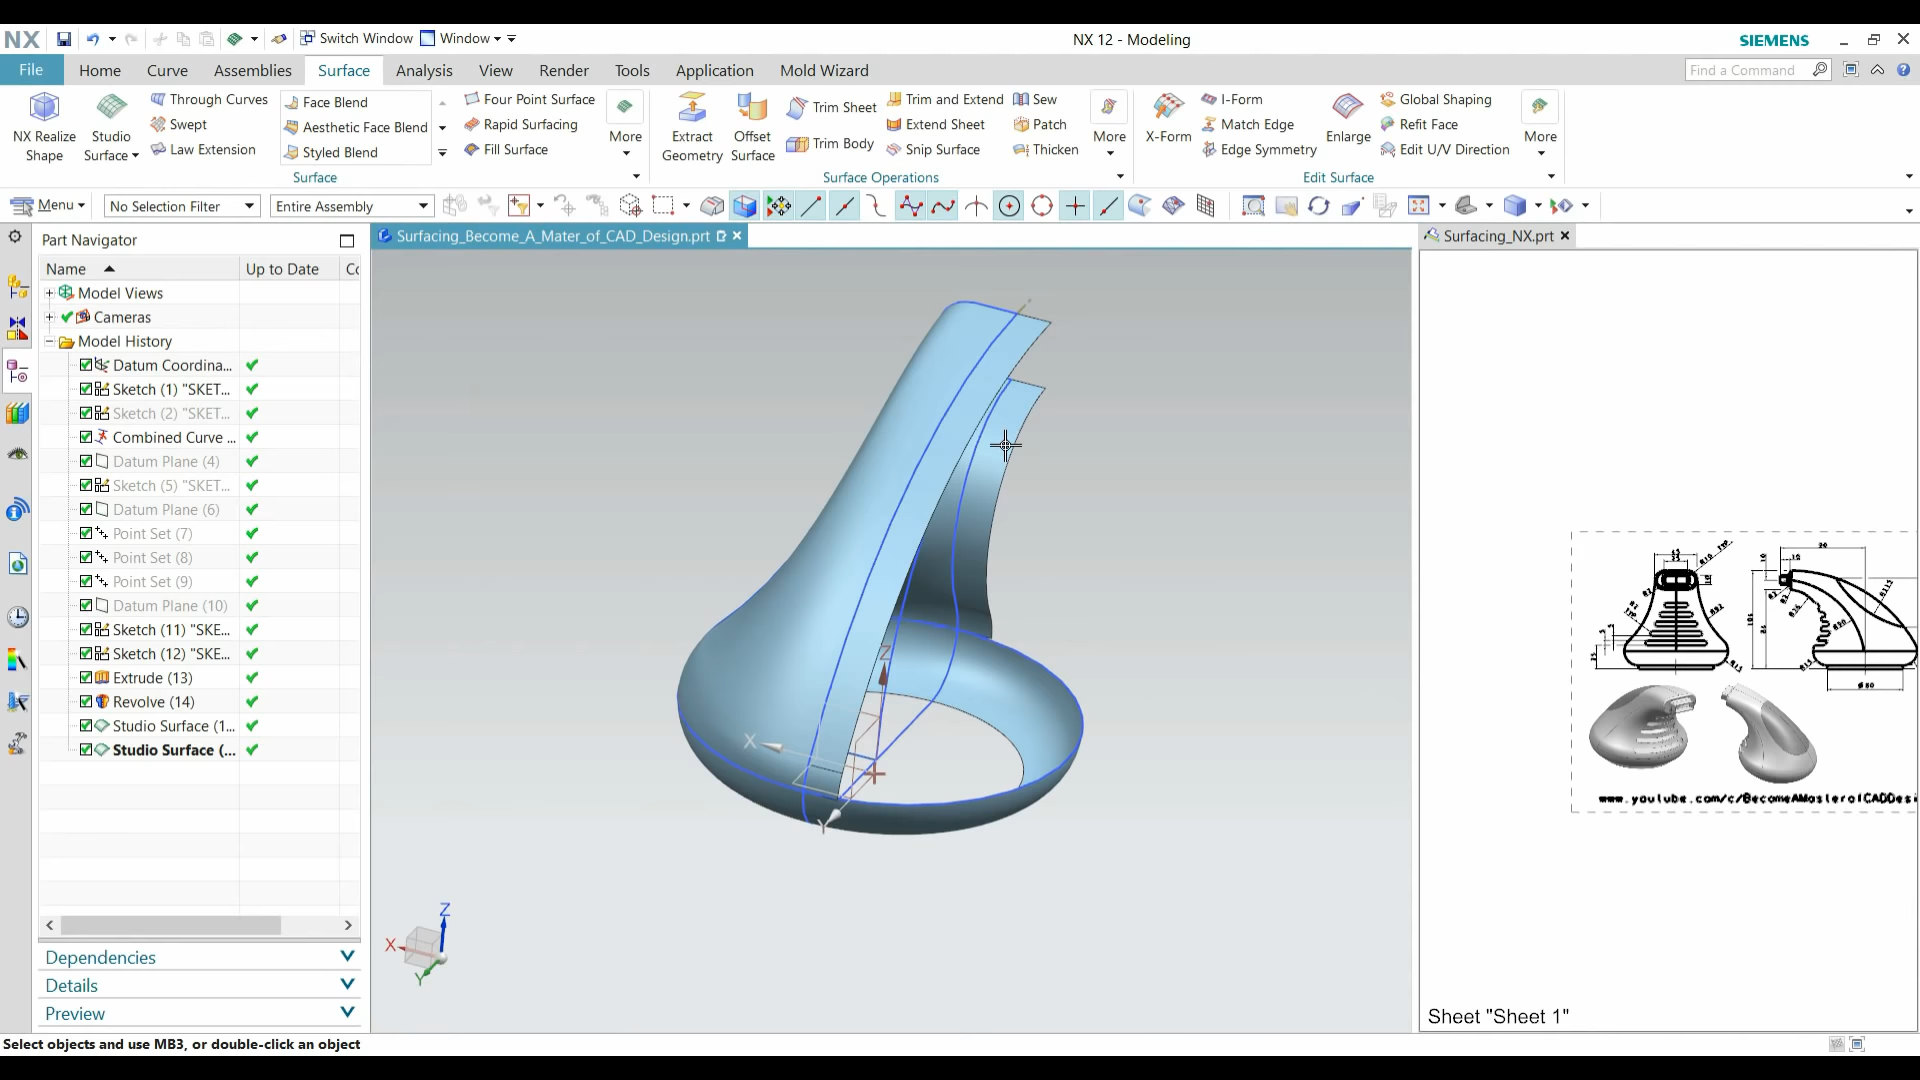 NX
Switch Window
Window
NX 12 - Modeling
SIEMENS
File
Home
Curve
Assemblies
Surface
Analysis
View
Render
Tools
Application
Mold Wizard
Find a Command
NX Realize
Shape
Studio
Surface
Through Curves
Swept
Law Extension
Face Blend
Aesthetic Face Blend
Styled Blend
Four Point Surface
Rapid Surfacing
Fill Surface
More
Surface
Extract
Geometry
Offset
Surface
Trim Sheet
Trim Body
Trim and Extend
Extend Sheet
Snip Surface
Sew
Patch
Thicken
More
Surface Operations
X-Form
I-Form
Match Edge
Edge Symmetry
Enlarge
Global Shaping
Refit Face
Edit U/V Direction
More
Edit Surface
Menu
No Selection Filter
Entire Assembly
Part Navigator
Surfacing_Become_A_Mater_of_CAD_Design.prt
Surfacing_NX.prt
Name
Up to Date
Model Views
Cameras
Model History
Datum Coordina...
Sketch (1) "SKET...
Sketch (2) "SKET...
Combined Curve ...
Datum Plane (4)
Sketch (5) "SKET...
Datum Plane (6)
Point Set (7)
Point Set (8)
Point Set (9)
Datum Plane (10)
Sketch (11) "SKE...
Sketch (12) "SKE...
Extrude (13)
Revolve (14)
Studio Surface (1...
Studio Surface (...
Dependencies
Details
Preview
Z
X
Y
Z
X
Y
www.youtube.com/c/BecomeAMasterofCADDesi
Sheet "Sheet 1"
Select objects and use MB3, or double-click an object